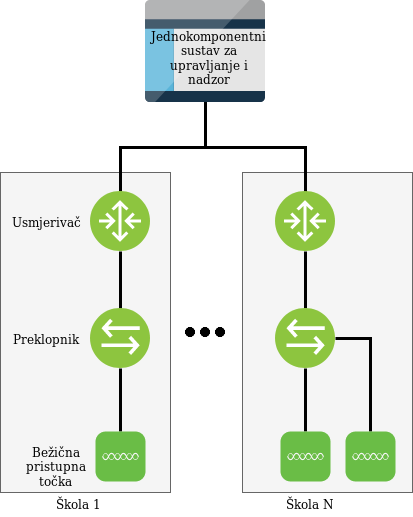 Jednokomponentni
sustav za
upravljanje i
nadzor
Usmjerivač
Preklopnik
Bežična
pristupna
točka
Škola 1
Škola N